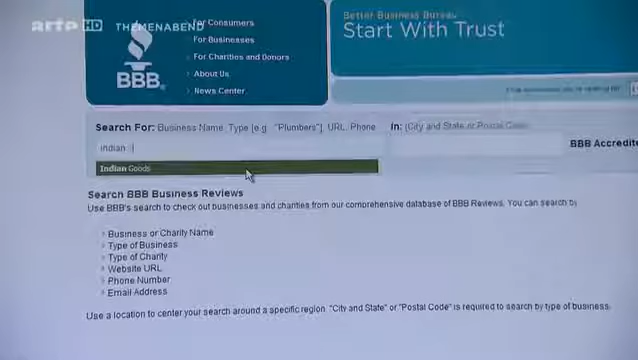 arte HD THEMENABEND
For Consumers
For Businesses
For Charities and Donors
About Us
News Center
BBB
Better Business Bureau
Start With Trust
Search For: Business Name, Type [e.g. "Plumbers"], URL, Phone
In: [City and State or Postal Code
indian
BBB Accredite
Indian Goods
Search BBB Business Reviews
Use BBB's search to check out businesses and charities from our comprehensive database of BBB Reviews. You can search by
Business or Charity Name
Type of Business
Type of Charity
Website URL
Phone Number
Email Address
Use a location to center your search around a specific region. "City and State" or "Postal Code" is required to search by type of business.